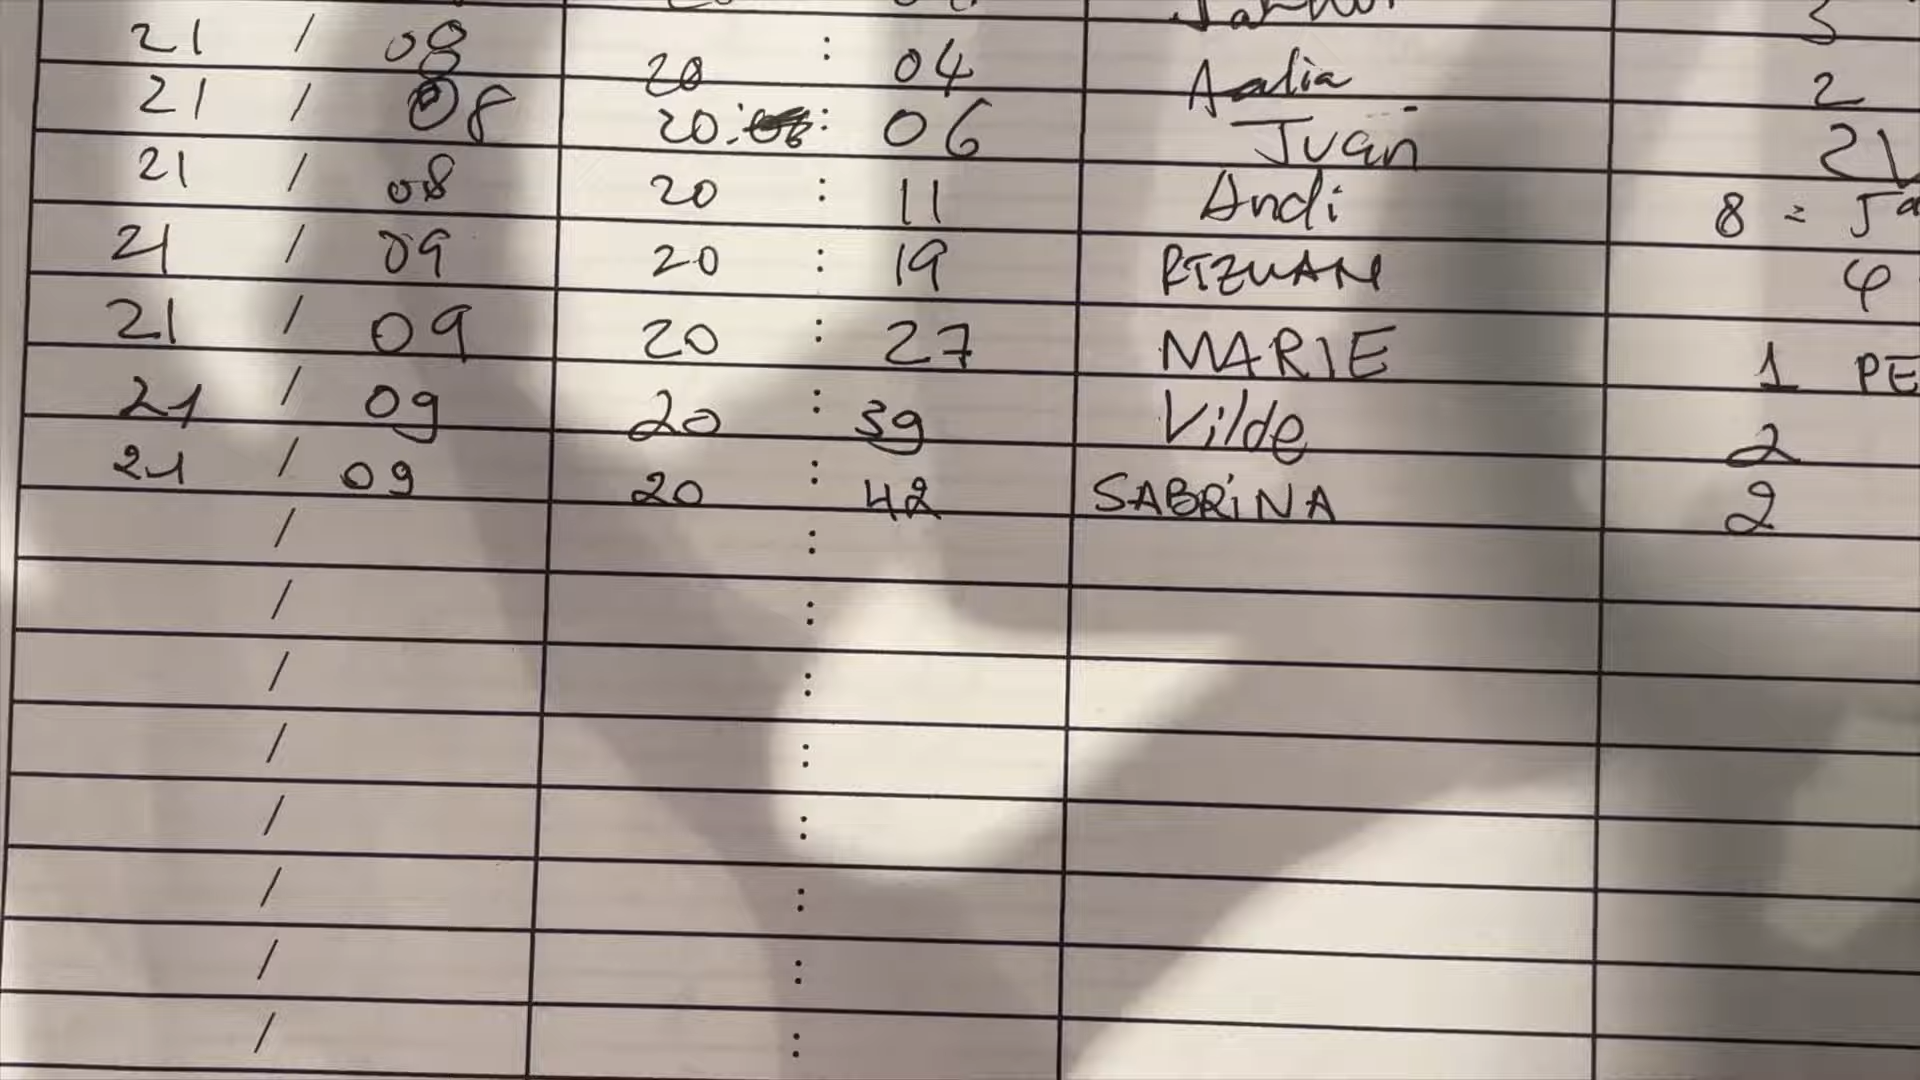 21 / 08 20 : 04 Aalia 2
21 / 08 20 : 06 Juan
21 / 08 20 : 11 Andi 8 =
21 / 09 20 : 19 RIZUAN 4
21 / 09 20 : 27 MARIE 1 PE
21 / 09 20 : 39 Vilde 2
21 / 09 20 : 42 SABRINA 2
/ :
/ :
/ :
/ :
/ :
/ :
/ :
/ :